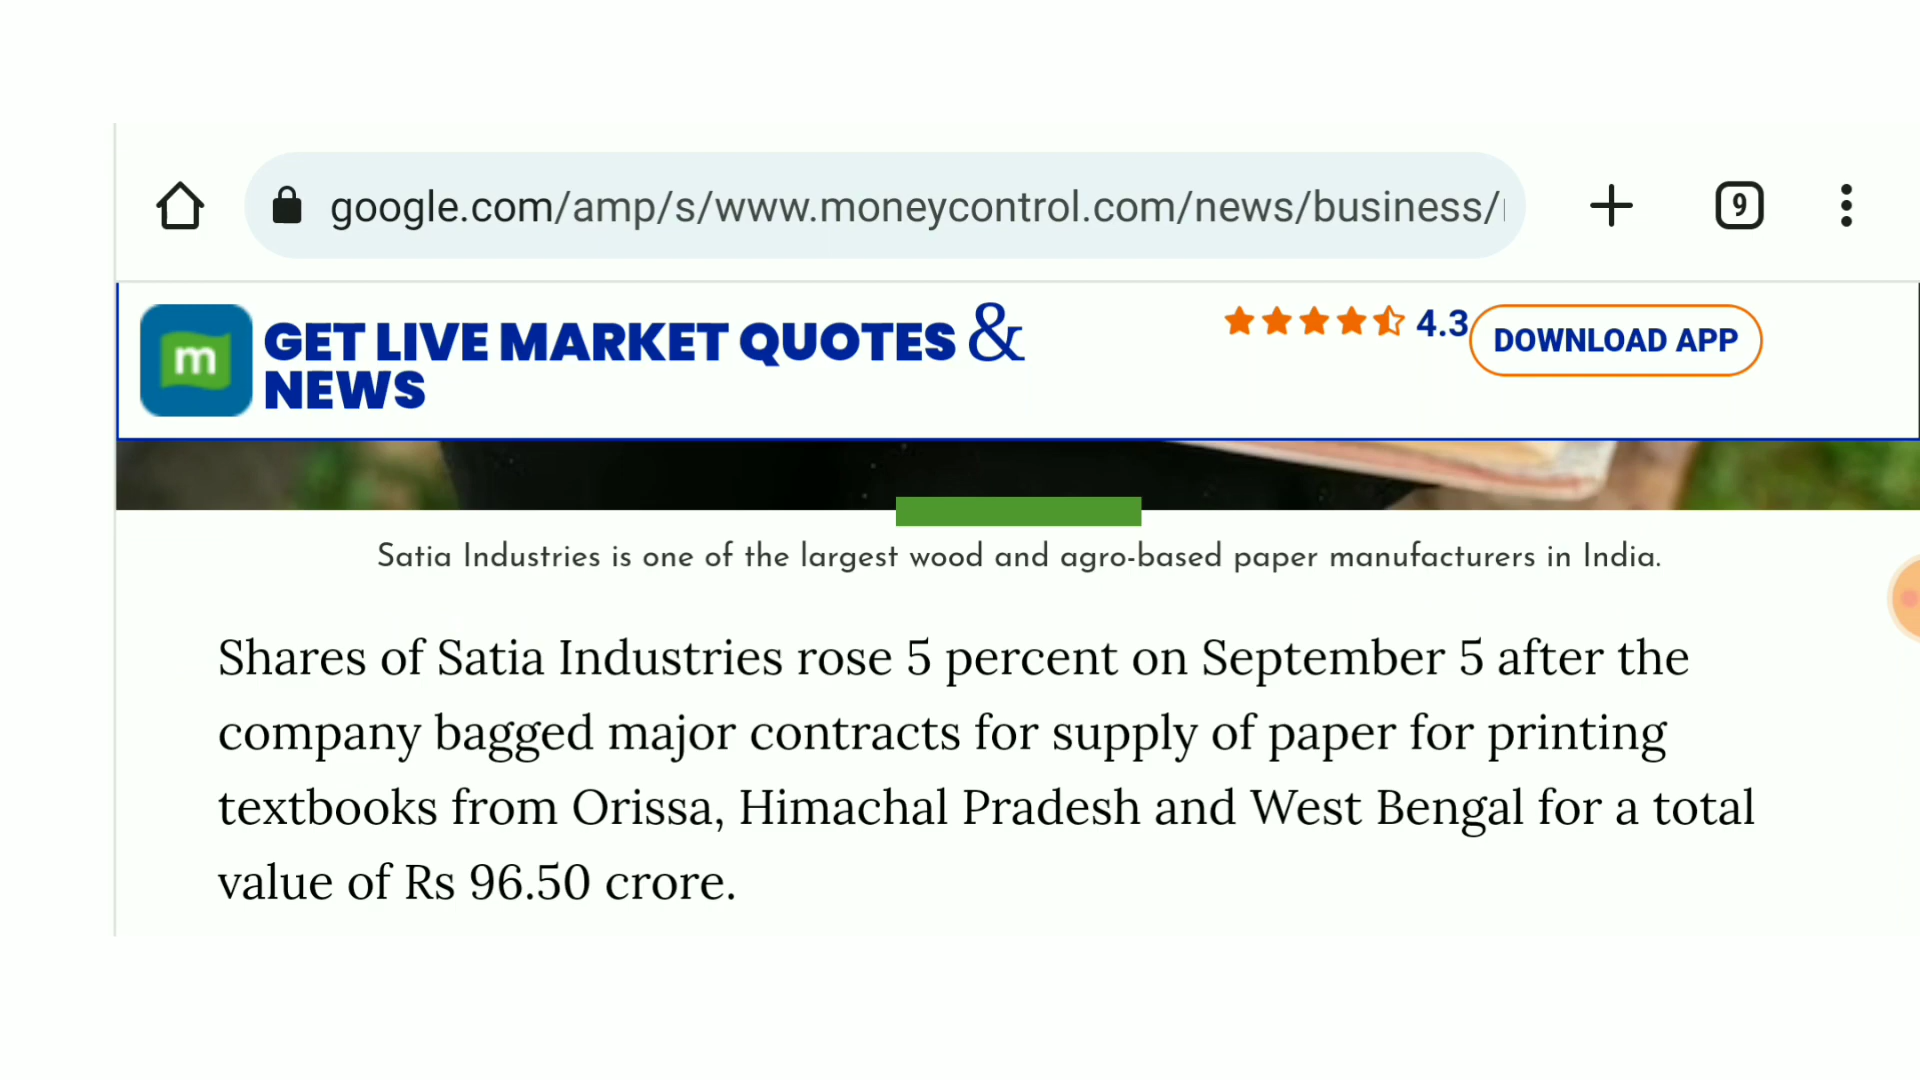 google.com/amp/s/www.moneycontrol.com/news/business/
9
m
GET LIVE MARKET QUOTES &
NEWS
4.3
DOWNLOAD APP
Satia Industries is one of the largest wood and agro-based paper manufacturers in India.
Shares of Satia Industries rose 5 percent on September 5 after the
company bagged major contracts for supply of paper for printing
textbooks from Orissa, Himachal Pradesh and West Bengal for a total
value of Rs 96.50 crore.